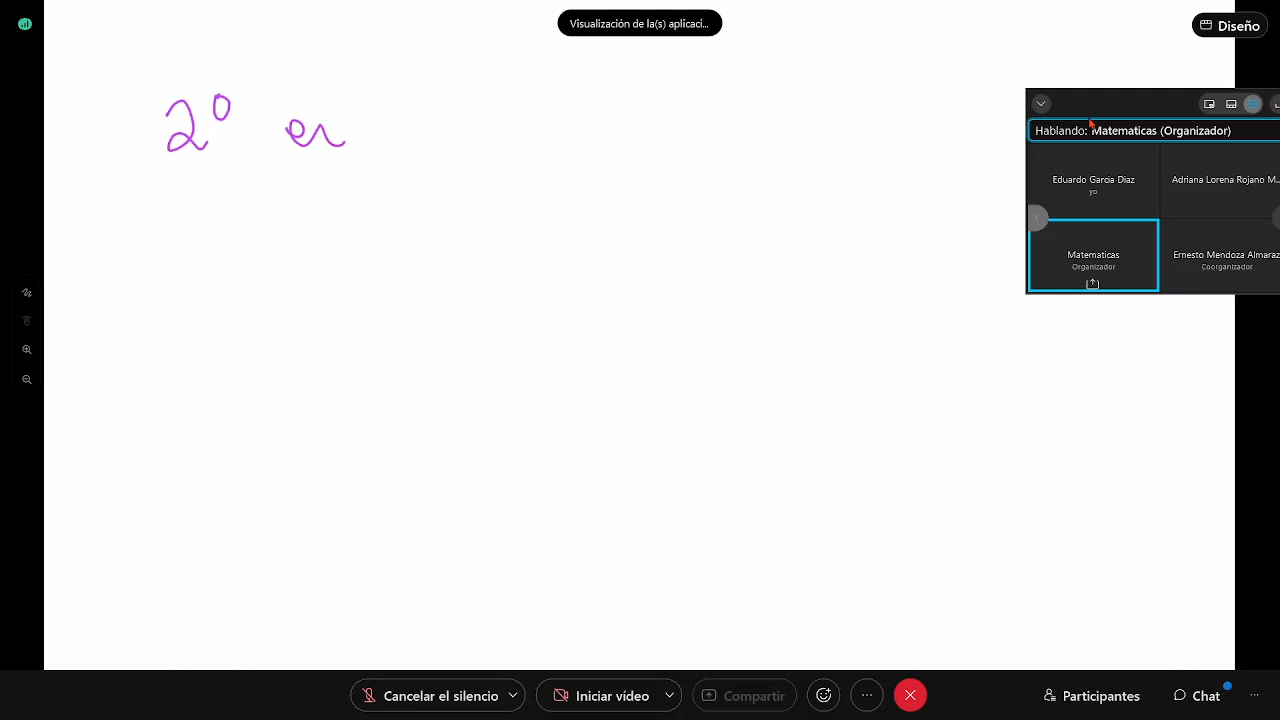 Visualización de la(s) aplicaci...
Diseño
2º en
Hablando: Matematicas (Organizador)
Eduardo Garcia Diaz
yo
Adriana Lorena Rojano M...
Matematicas
Organizador
Ernesto Mendoza Almaraz
Coorganizador
Cancelar el silencio
Iniciar vídeo
Compartir
Participantes
Chat